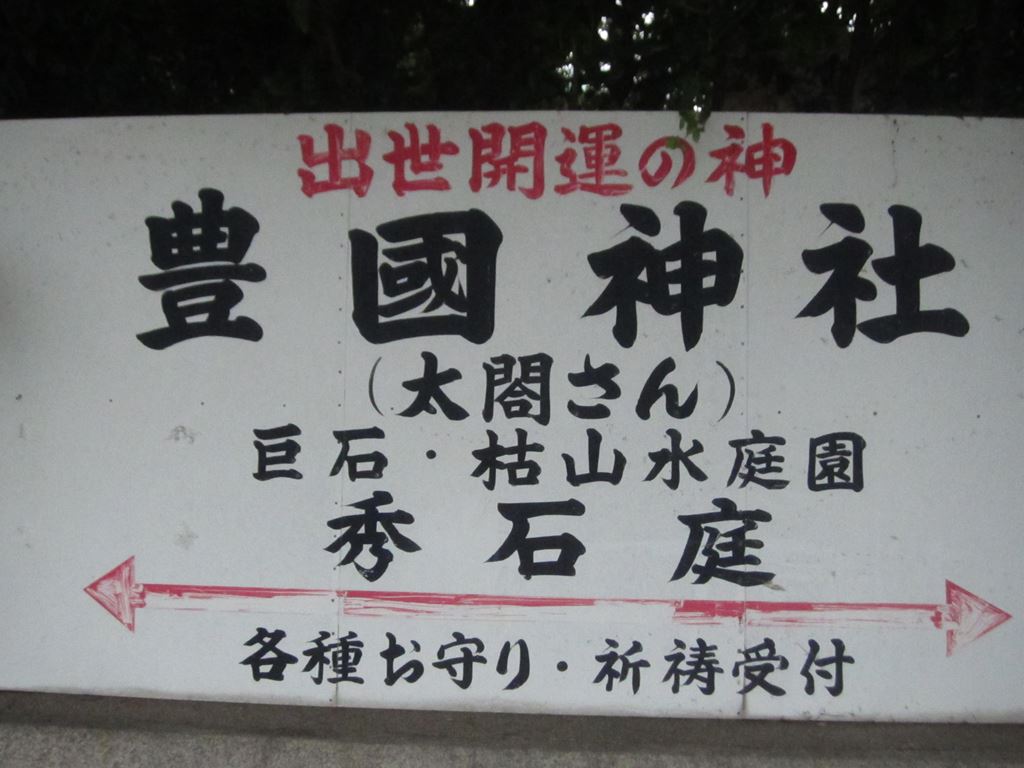 出世開運の神
豊國神社
(太閤さん)
巨石・枯山水庭園
秀石庭
各種お守り・祈祷受付